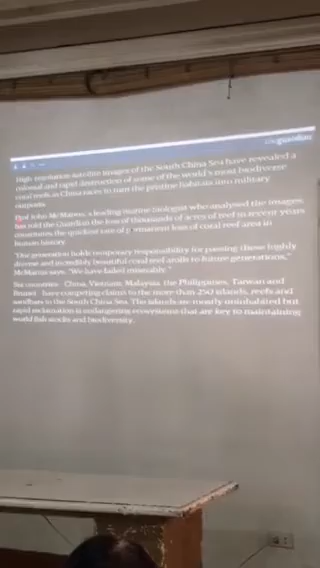 theguardian
High-resolution satellite images of the South China Sea have revealed a
colossal and rapid destruction of some of the world's most biodiverse
coral reefs as China races to turn the pristine habitats into military
outposts.
Prof John McManus, a leading marine biologist who analysed the images,
has told the Guardian the loss of thousands of acres of reef in recent years
constitutes the quickest rate of permanent loss of coral reef area in
human history.
"Our generation holds temporary responsibility for passing these highly
diverse and incredibly beautiful coral reef atolls to future generations,"
McManus says. "We have failed miserably."
Six countries - China, Vietnam, Malaysia, the Philippines, Taiwan and
Brunei - have competing claims to the more than 250 islands, reefs and
sandbars in the South China Sea. The islands are mostly uninhabited but
rapid reclamation is endangering ecosystems that are key to maintaining
world fish stocks and biodiversity.